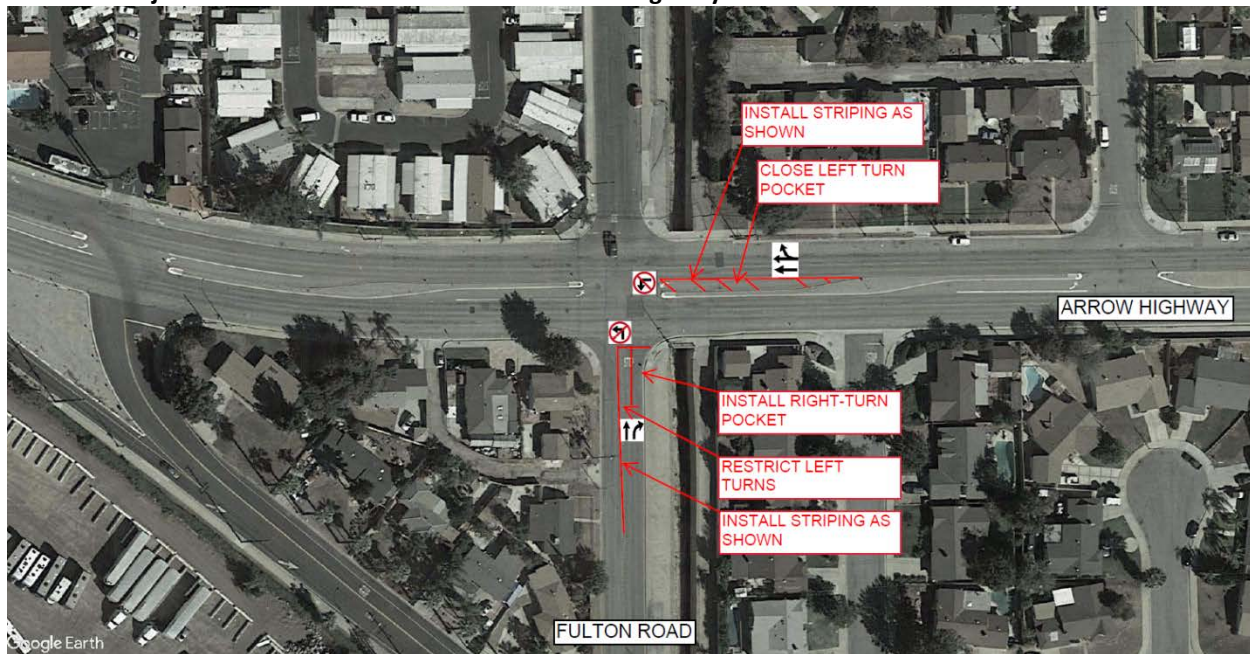 INSTALL STRIPING AS
SHOWN
CLOSE LEFT TURN
POCKET
ARROW HIGHWAY
INSTALL RIGHT-TURN
POCKET
RESTRICT LEFT
TURNS
INSTALL STRIPING AS
SHOWN
FULTON ROAD
Google Earth